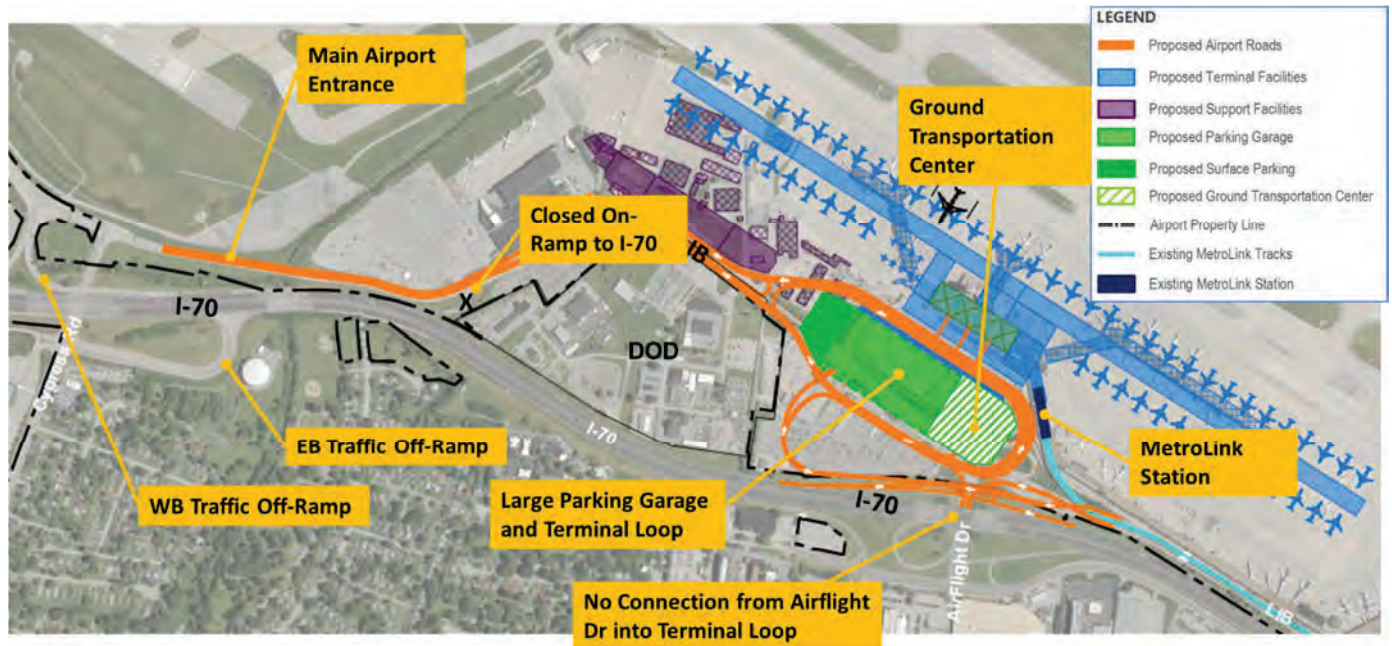 LEGEND
Proposed Airport Roads
Proposed Terminal Facilities
Proposed Support Facilities
Proposed Parking Garage
Proposed Surface Parking
Proposed Ground Transportation Center
Airport Property Line
Existing MetroLink Tracks
Existing MetroLink Station
Main Airport
Entrance
Ground
Transportation
Center
Closed On-
Ramp to I-70
X
I-70
DOD
I-70
Cypress Rd
EB Traffic Off-Ramp
WB Traffic Off-Ramp
Large Parking Garage
and Terminal Loop
I-70
MetroLink
Station
AirFlight Dr
No Connection from Airflight
Dr into Terminal Loop
LIB